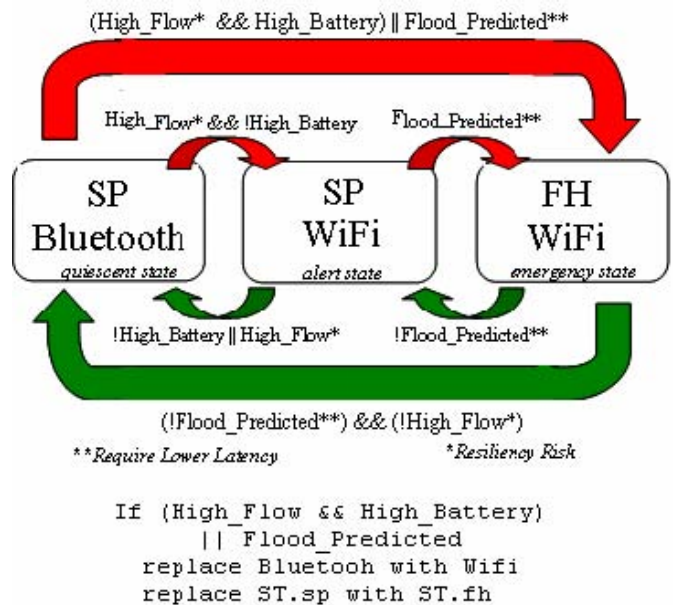 (High_Flow* && High_Battery) || Flood_Predicted**
High_Flow* && !High_Battery
Flood_Predicted**
SP
Bluetooth
quiescent state
SP
WiFi
alert state
FH
WiFi
emergency state
!High_Battery || High_Flow*
!Flood_Predicted**
(!Flood_Predicted**) && (!High_Flow*)
**Require Lower Latency
*Resiliency Risk
If (High_Flow && High_Battery)
|| Flood_Predicted
replace Bluetooh with Wifi
replace ST.sp with ST.fh